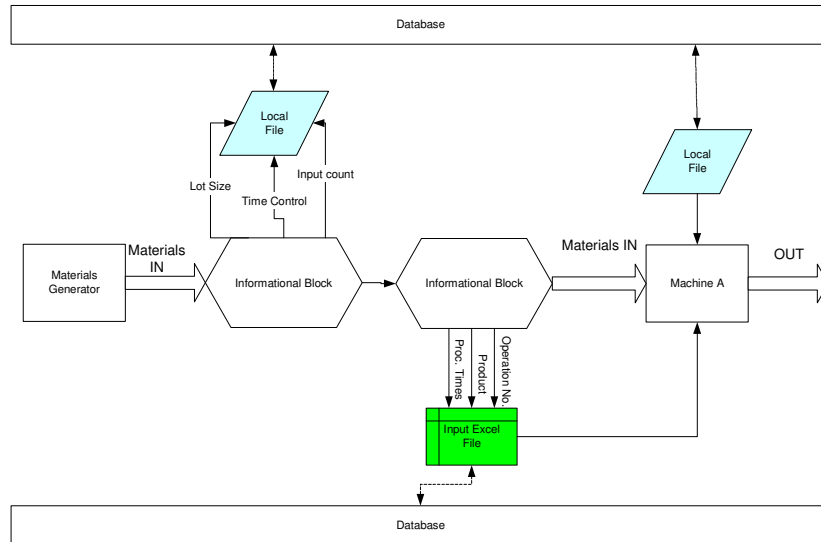 Database
Local
File
Local
File
Lot Size
Input count
Time Control
Materials
IN
Materials IN
OUT
Materials
Generator
Informational Block
Informational Block
Machine A
Proc. Times
Product
Operation No.
Input Excel
File
Database